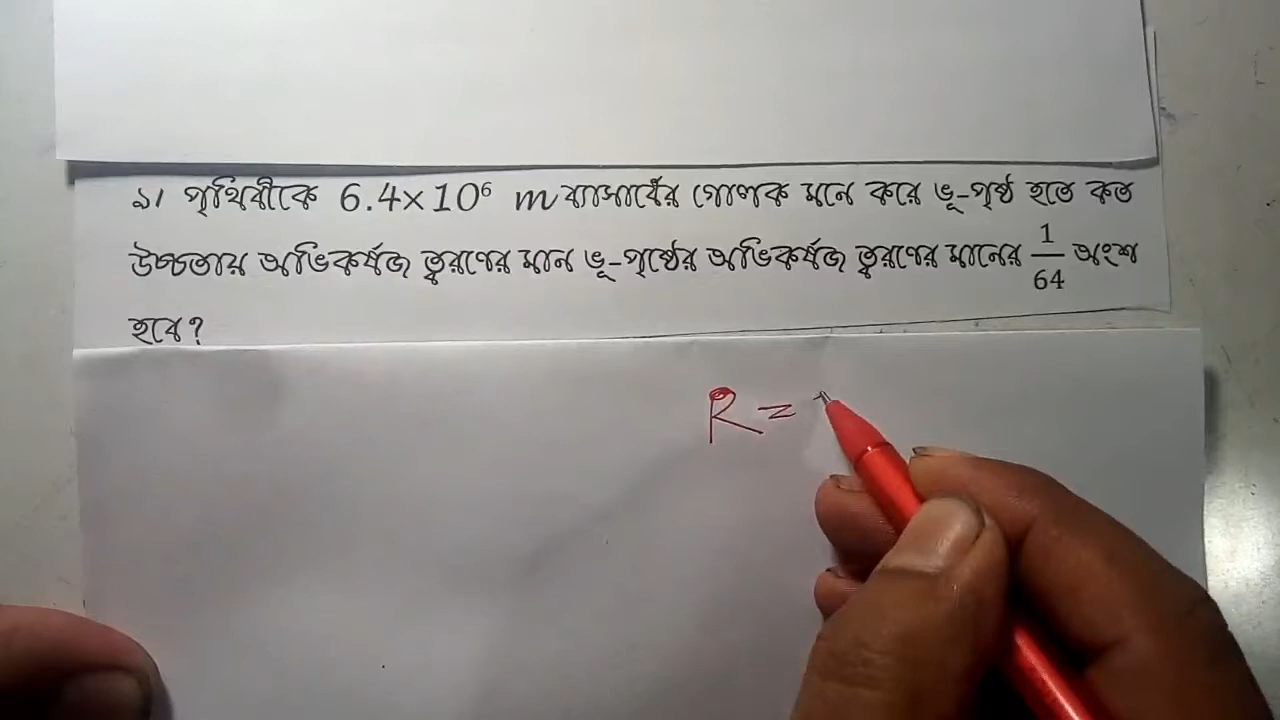 ১। পৃথিবীকে 6.4×10⁶ m ব্যাসার্ধের গোলক মনে করে ভূ-পৃষ্ঠ হতে কত
উচ্চতায় অভিকর্ষজ ত্বরণের মান ভূ-পৃষ্ঠের অভিকর্ষজ ত্বরণের মানের 1/64 অংশ
হবে?
R =